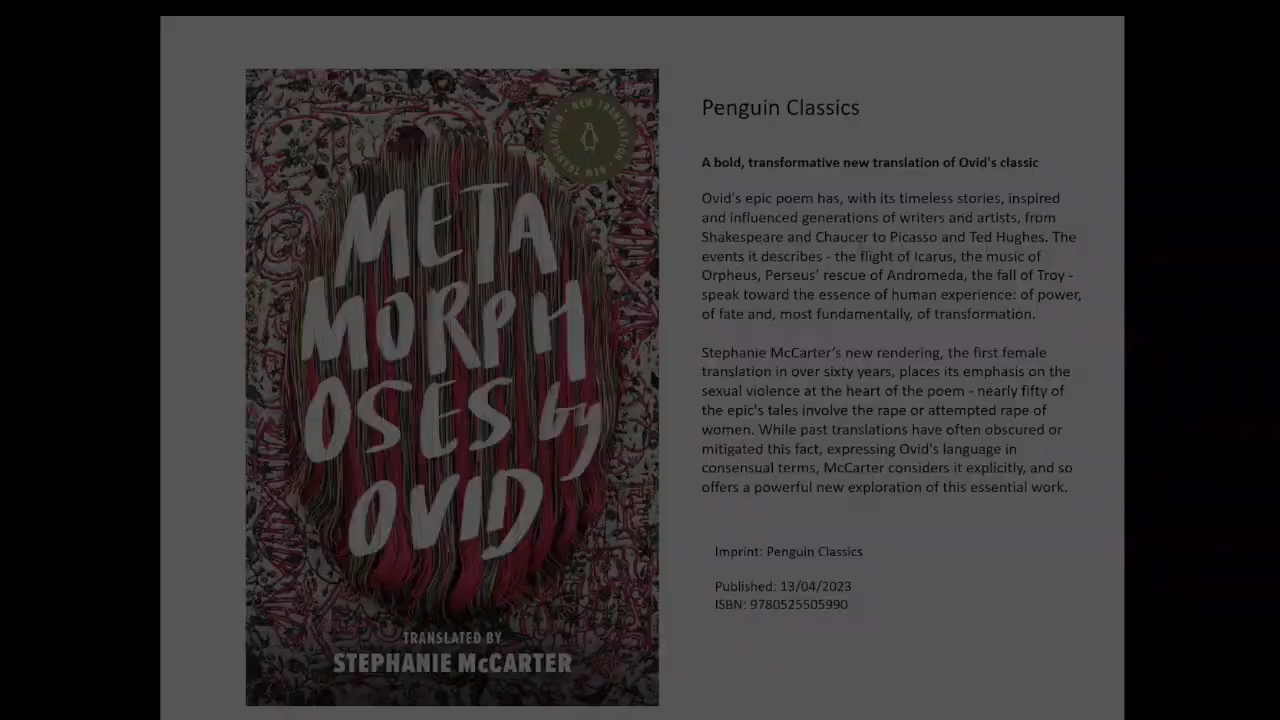 NEW TRANSLATION • NEW TRANSLATION •
META
MORPH
OSES by
OVID
TRANSLATED BY
STEPHANIE McCARTER
Penguin Classics
A bold, transformative new translation of Ovid's classic
Ovid's epic poem has, with its timeless stories, inspired
and influenced generations of writers and artists, from
Shakespeare and Chaucer to Picasso and Ted Hughes. The
events it describes - the flight of Icarus, the music of
Orpheus, Perseus’ rescue of Andromeda, the fall of Troy -
speak toward the essence of human experience: of power,
of fate and, most fundamentally, of transformation.
Stephanie McCarter’s new rendering, the first female
translation in over sixty years, places its emphasis on the
sexual violence at the heart of the poem - nearly fifty of
the epic's tales involve the rape or attempted rape of
women. While past translations have often obscured or
mitigated this fact, expressing Ovid's language in
consensual terms, McCarter considers it explicitly, and so
offers a powerful new exploration of this essential work.
Imprint: Penguin Classics
Published: 13/04/2023
ISBN: 9780525505990